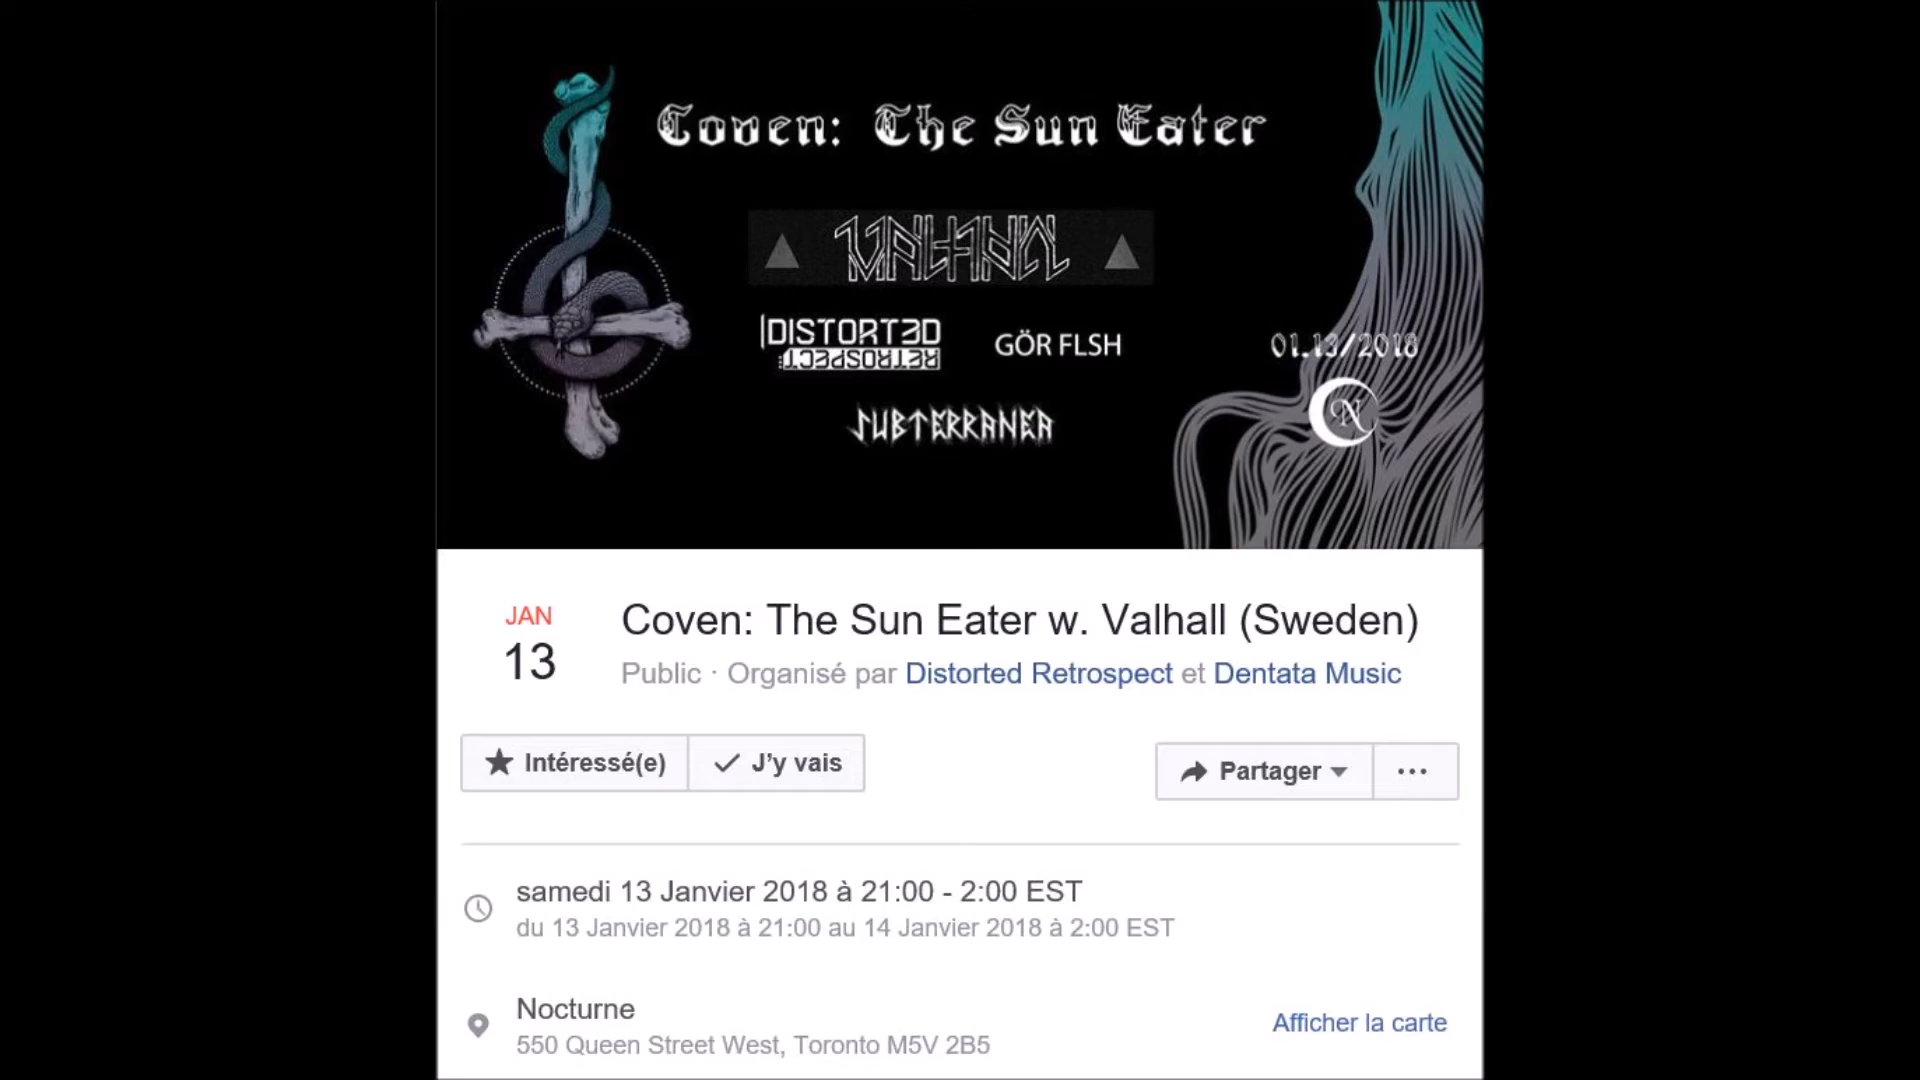 Coven: The Sun Eater
VALHALL
DISTORT3D
RETROSPECT:
GÖR FLSH
01.13/2018
N
SUBTERRANEA
JAN
13
Coven: The Sun Eater w. Valhall (Sweden)
Public · Organisé par Distorted Retrospect et Dentata Music
Intéressé(e)
J'y vais
Partager
samedi 13 Janvier 2018 à 21:00 - 2:00 EST
du 13 Janvier 2018 à 21:00 au 14 Janvier 2018 à 2:00 EST
Nocturne
Afficher la carte
550 Queen Street West, Toronto M5V 2B5